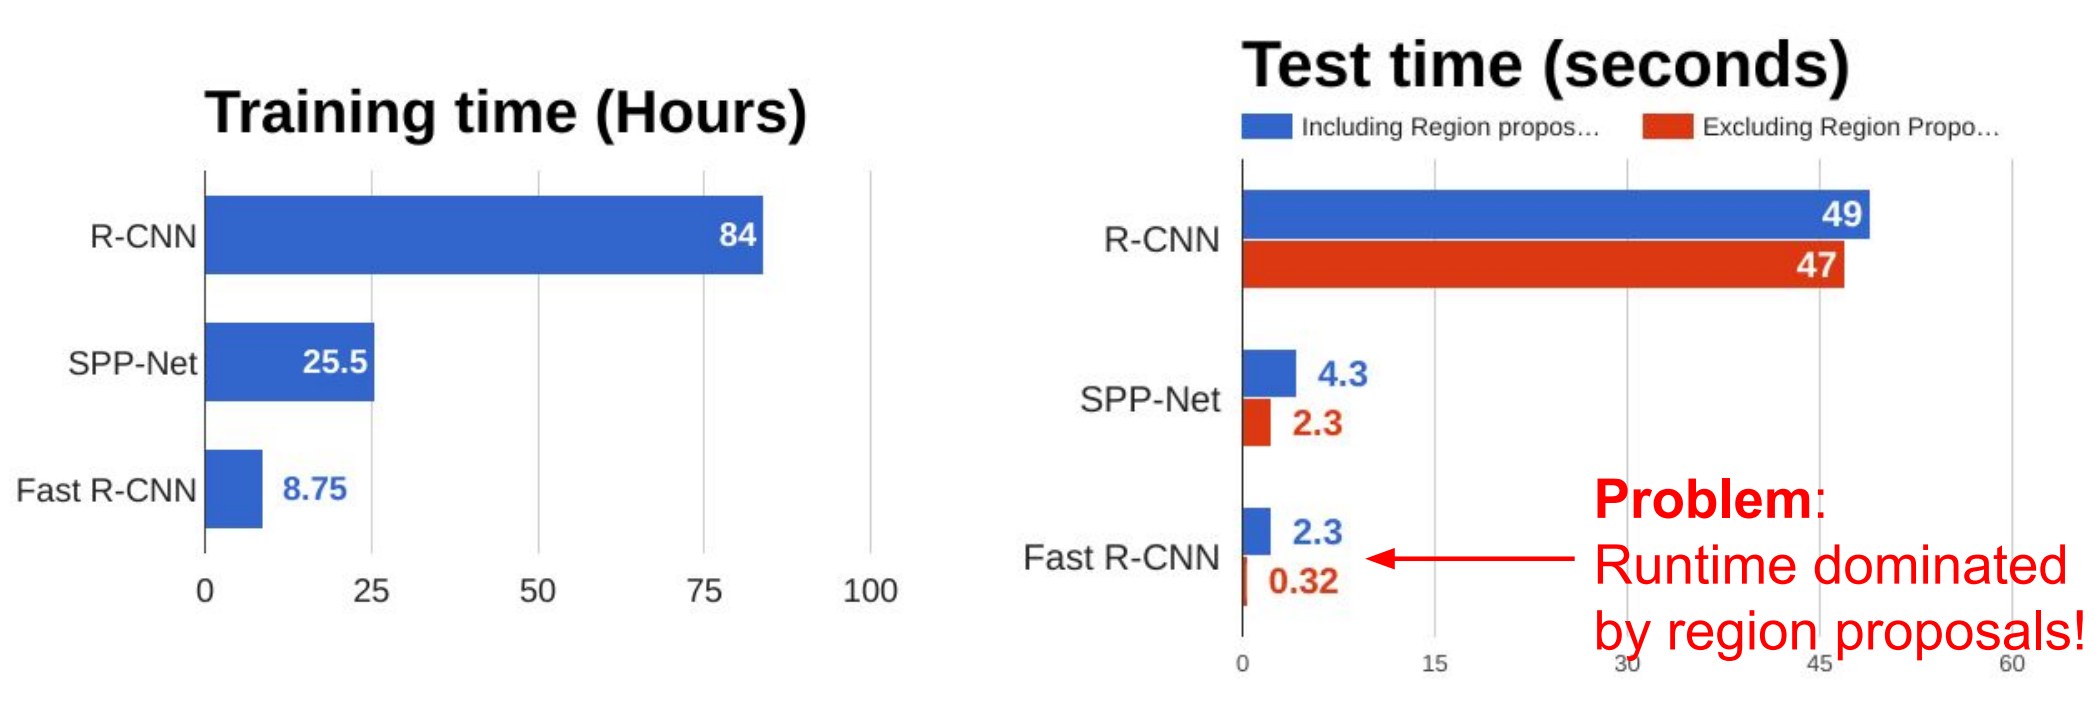 Training time (Hours)
R-CNN
84
SPP-Net
25.5
Fast R-CNN
8.75
0 25 50 75 100
Test time (seconds)
Including Region propos... Excluding Region Propo...
R-CNN
49
47
SPP-Net
4.3
2.3
Fast R-CNN
2.3
0.32
Problem:
Runtime dominated
by region proposals!
0 15 30 45 60